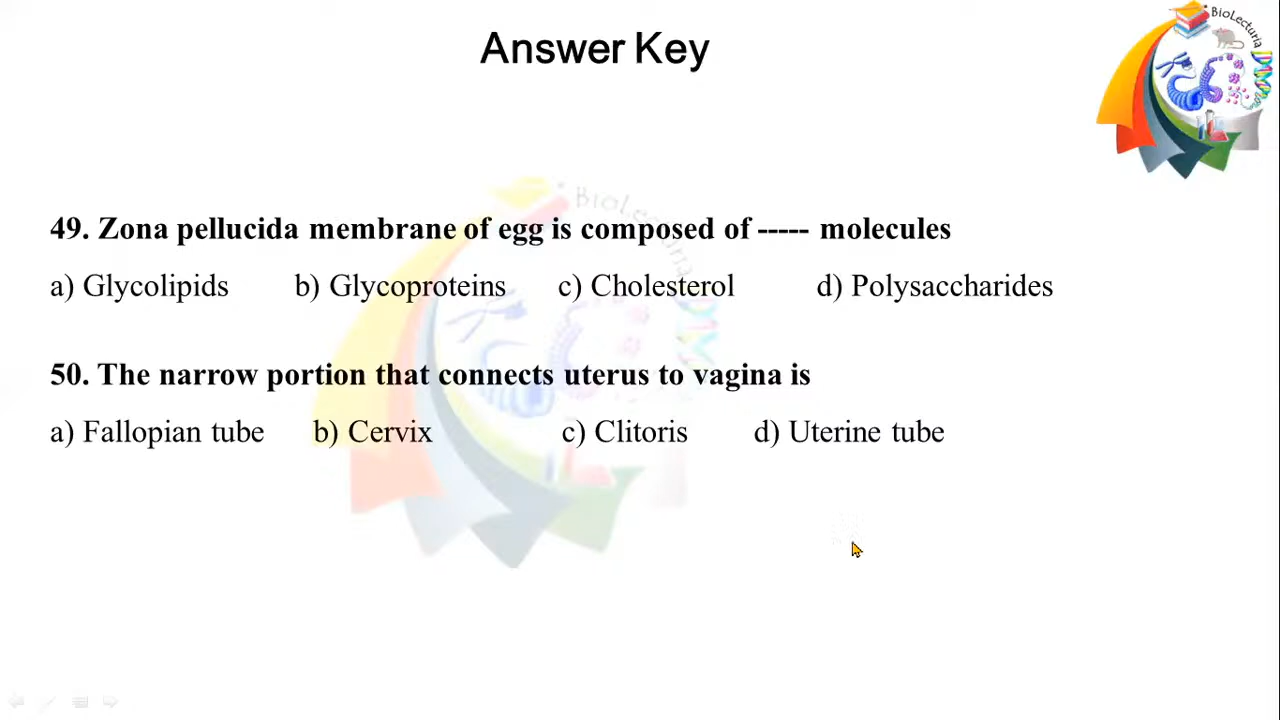 Answer Key
BioLecturia
49. Zona pellucida membrane of egg is composed of ----- molecules
a) Glycolipids b) Glycoproteins c) Cholesterol d) Polysaccharides
50. The narrow portion that connects uterus to vagina is
a) Fallopian tube b) Cervix c) Clitoris d) Uterine tube